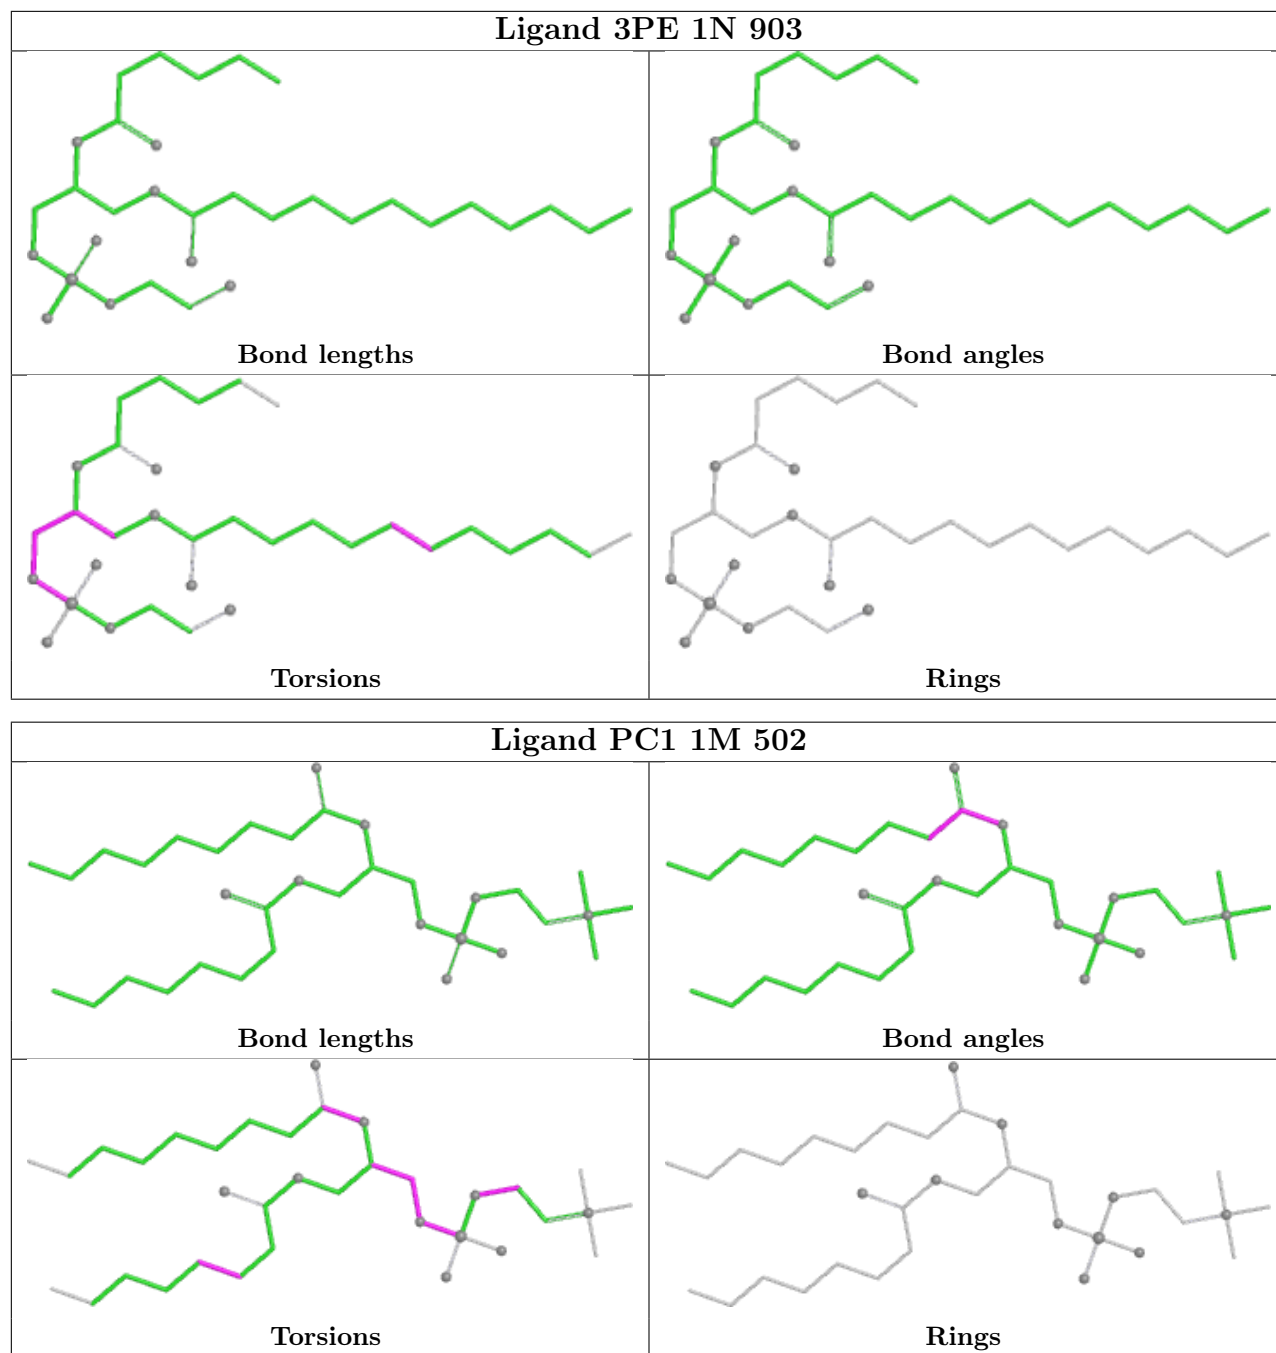 Ligand 3PE 1N 903
Bond lengths
Bond angles
Torsions
Rings
Ligand PC1 1M 502
Bond lengths
Bond angles
Torsions
Rings